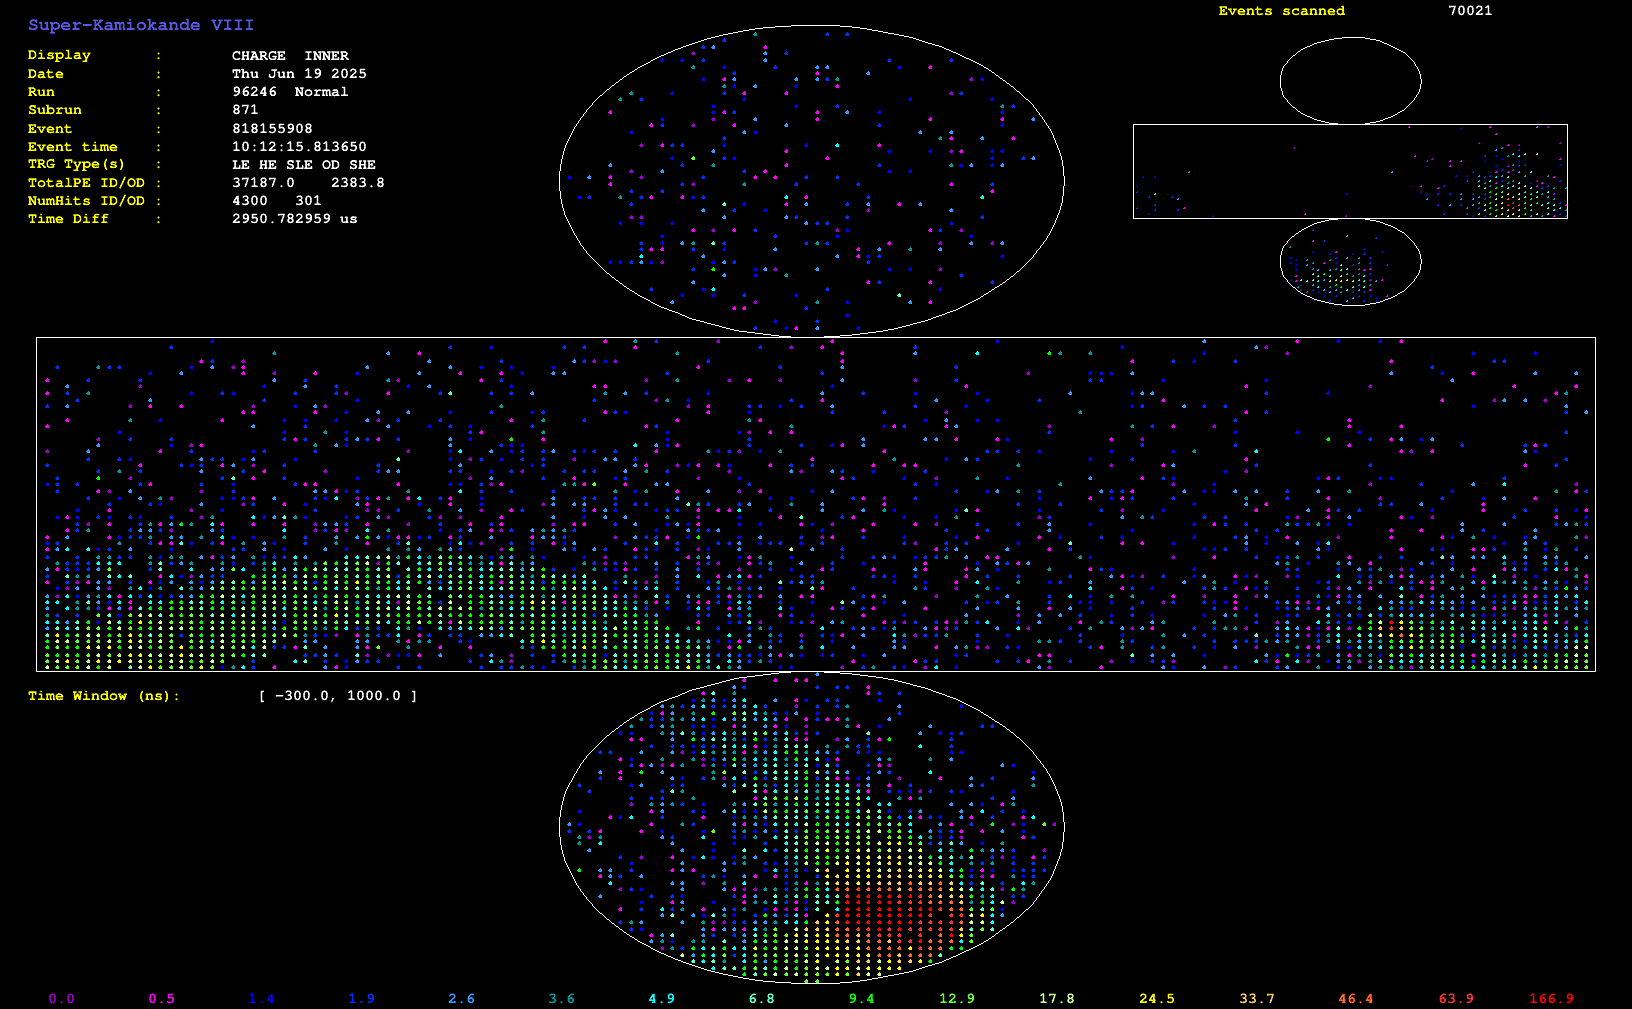 Super-Kamiokande VIII
Events scanned 70021
Display : CHARGE INNER
Date : Thu Jun 19 2025
Run : 96246 Normal
Subrun : 871
Event : 818155908
Event time : 10:12:15.813650
TRG Type(s) : LE HE SLE OD SHE
TotalPE ID/OD : 37187.0 2383.8
NumHits ID/OD : 4300 301
Time Diff : 2950.782959 us
Time Window (ns): [ -300.0, 1000.0 ]
0.0 0.5 1.4 1.9 2.6 3.6 4.9 6.8 9.4 12.9 17.8 24.5 33.7 46.4 63.9 166.9